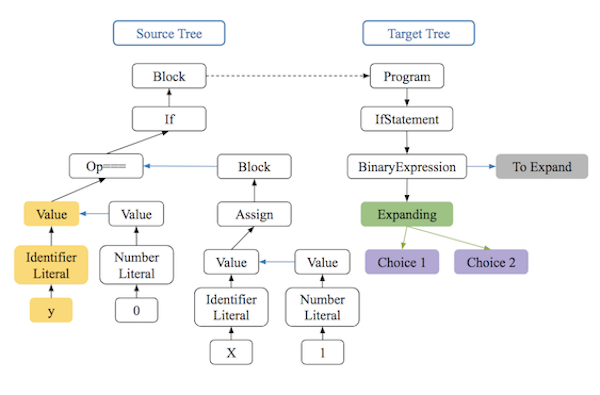 Source Tree
Target Tree
Block
Program
If
IfStatement
Op===
Block
BinaryExpression
To Expand
Value
Value
Assign
Expanding
Identifier
Literal
Number
Literal
Value
Value
Choice 1
Choice 2
y
0
Identifier
Literal
Number
Literal
X
1